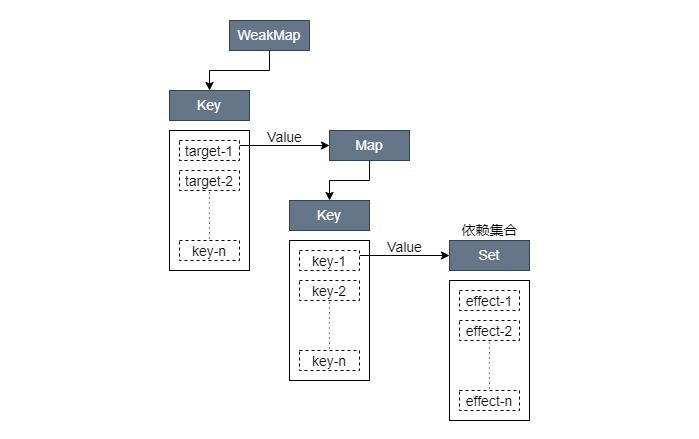 WeakMap
Key
target-1
target-2
key-n
Value
Map
Key
key-1
key-2
key-n
Value
依赖集合
Set
effect-1
effect-2
effect-n